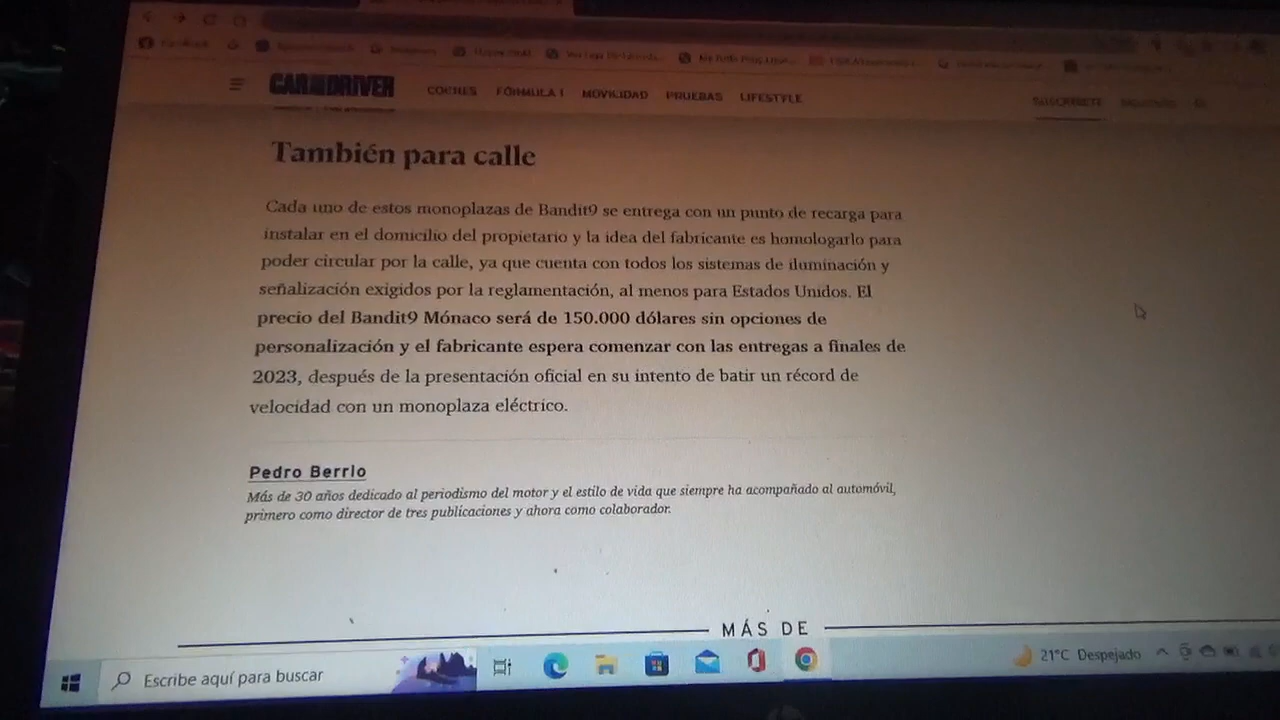 CAR AND DRIVER COCHES FÓRMULA 1 MOVILIDAD PRUEBAS LIFESTYLE SUSCRÍBETE
También para calle
Cada uno de estos monoplazas de Bandit9 se entrega con un punto de recarga para
instalar en el domicilio del propietario y la idea del fabricante es homologarlo para
poder circular por la calle, ya que cuenta con todos los sistemas de iluminación y
señalización exigidos por la reglamentación, al menos para Estados Unidos. El
precio del Bandit9 Mónaco será de 150.000 dólares sin opciones de
personalización y el fabricante espera comenzar con las entregas a finales de
2023, después de la presentación oficial en su intento de batir un récord de
velocidad con un monoplaza eléctrico.
Pedro Berrio
Más de 30 años dedicado al periodismo del motor y el estilo de vida que siempre ha acompañado al automóvil,
primero como director de tres publicaciones y ahora como colaborador.
MÁS DE
Escribe aquí para buscar 21°C Despejado